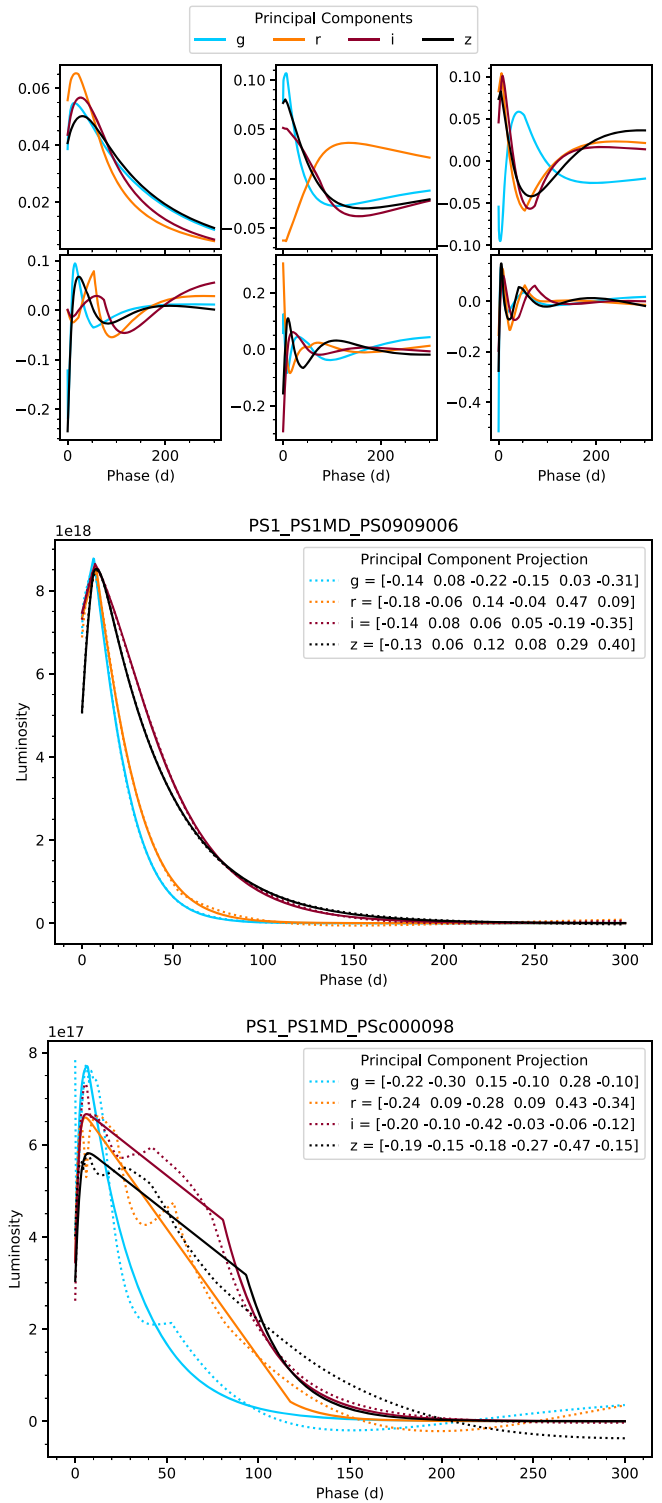 Principal Components
g r i z
0.06
0.04
0.02
0.10
0.05
0.00
−0.05
0.10
0.05
0.00
−0.05
−0.10
0.1
0.0
−0.1
−0.2
0.2
0.0
−0.2
0.0
−0.2
−0.4
0 200
0 200
0 200
Phase (d)
Phase (d)
Phase (d)
PS1_PS1MD_PS0909006
1e18
Principal Component Projection
g = [-0.14 0.08 -0.22 -0.15 0.03 -0.31]
r = [-0.18 -0.06 0.14 -0.04 0.47 0.09]
i = [-0.14 0.08 0.06 0.05 -0.19 -0.35]
z = [-0.13 0.06 0.12 0.08 0.29 0.40]
8
6
4
2
0
Luminosity
0 50 100 150 200 250 300
Phase (d)
PS1_PS1MD_PSc000098
1e17
Principal Component Projection
g = [-0.22 -0.30 0.15 -0.10 0.28 -0.10]
r = [-0.24 0.09 -0.28 0.09 0.43 -0.34]
i = [-0.20 -0.10 -0.42 -0.03 -0.06 -0.12]
z = [-0.19 -0.15 -0.18 -0.27 -0.47 -0.15]
8
6
4
2
0
Luminosity
0 50 100 150 200 250 300
Phase (d)